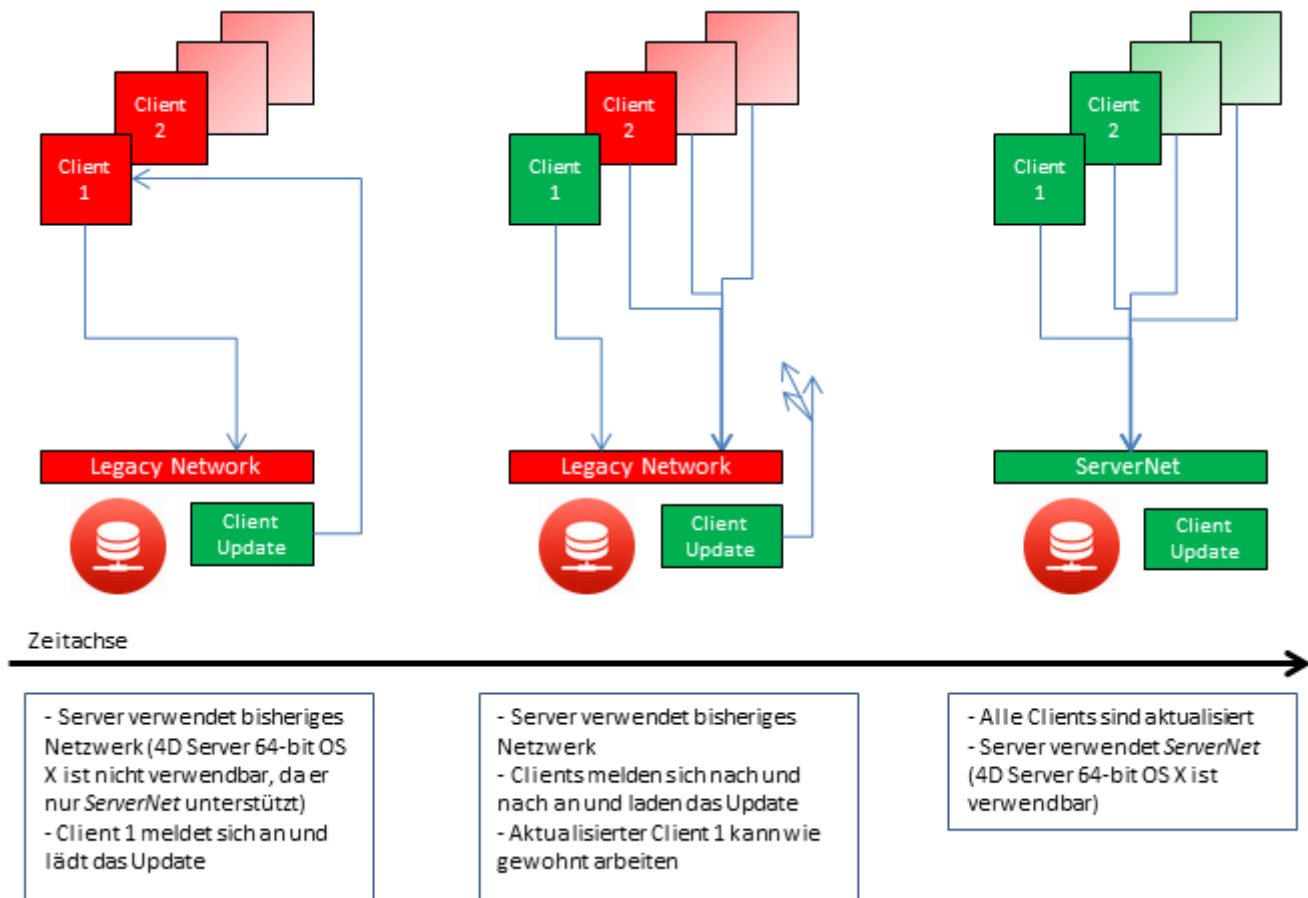 Client
2
Client
1
Legacy Network
Client
Update
Client
2
Client
1
Legacy Network
Client
Update
Client
2
Client
1
ServerNet
Client
Update
Zeitachse
- Server verwendet bisheriges
Netzwerk (4D Server 64-bit OS
X ist nicht verwendbar, da er
nur ServerNet unterstützt)
- Client 1 meldet sich an und
lädt das Update
- Server verwendet bisheriges
Netzwerk
- Clients melden sich nach und
nach an und laden das Update
- Aktualisierter Client 1 kann wie
gewohnt arbeiten
- Alle Clients sind aktualisiert
- Server verwendet ServerNet
(4D Server 64-bit OS X ist
verwendbar)